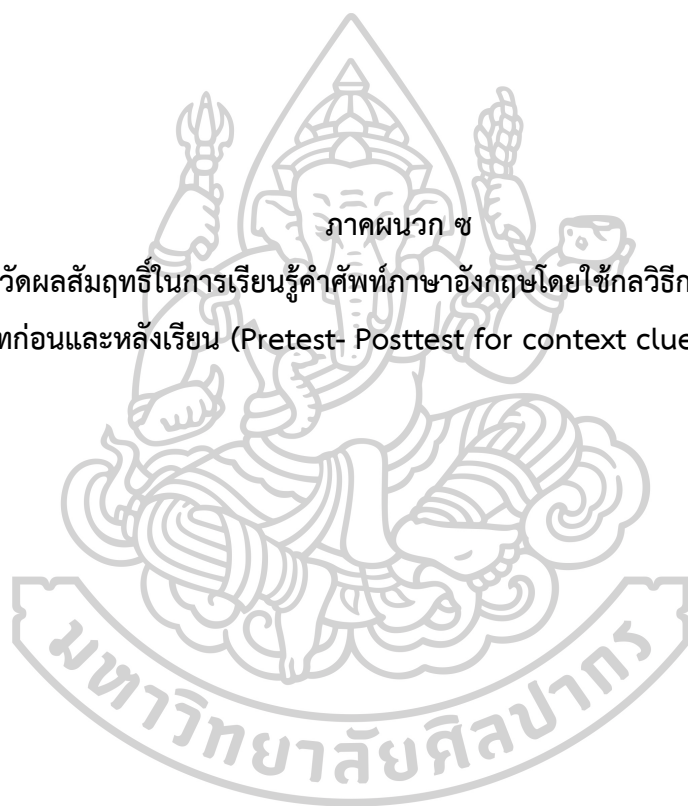 ภาคผนวก ซ
วัดผลสัมฤทธิ์ในการเรียนรู้คำศัพท์ภาษาอังกฤษโดยใช้กลวิธีก
ทก่อนและหลังเรียน (Pretest- Posttest for context clue
มหาวิทยาลัยศิลปากร